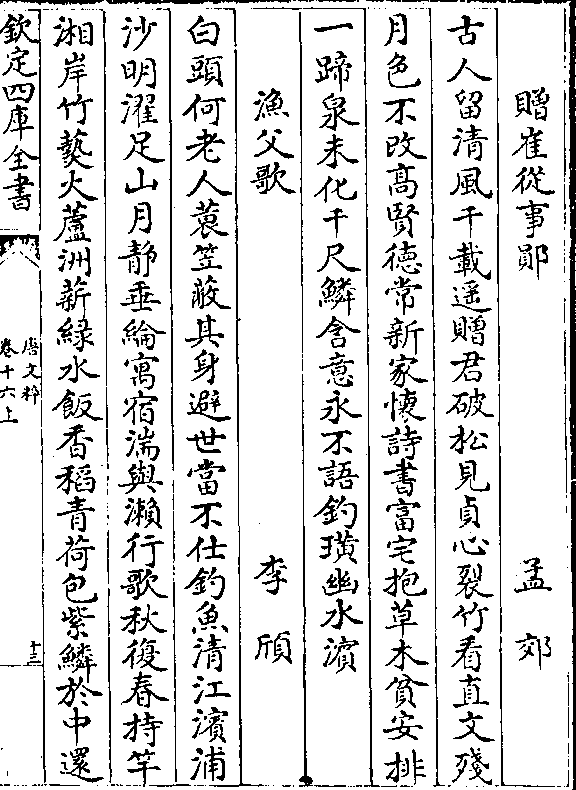 贈崔從事鄖　孟郊
古人留清風千載遥贈君破松見貞心裂竹看直文殘
月色不改髙賢徳常新家懐詩書富宅抱草木貧安排
一蹄泉未化千尺鱗含意永不語釣璜幽水濵
漁父歌　李頎
白頭何老人蓑笠蔽其身避世當不仕釣魚清江濵浦
沙明濯足山月静垂綸寓宿湍與瀨行歌秋復春持竿
湘岸竹爇火蘆洲薪緑水飯香稻青荷包紫鱗於中還
欽定四庫全書
唐文粹
卷十六上
十三